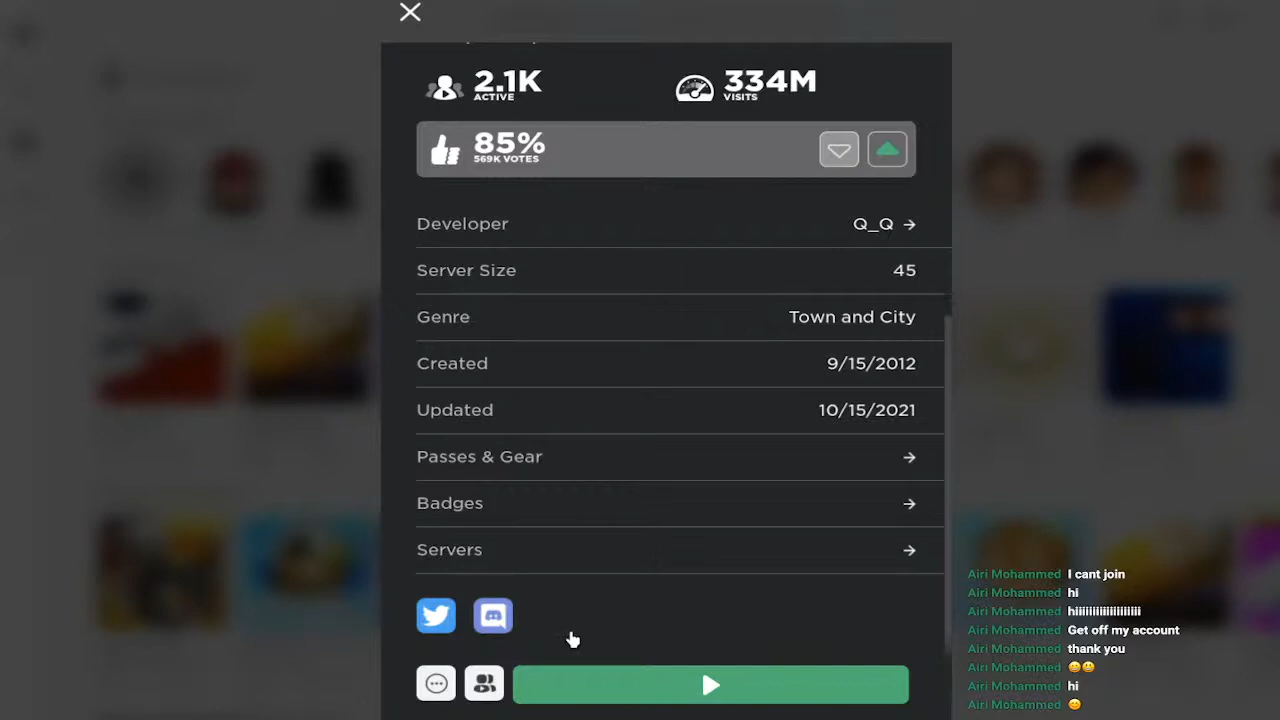 2.1K
ACTIVE
334M
VISITS
85%
569K VOTES
Developer Q_Q →
Server Size 45
Genre Town and City
Created 9/15/2012
Updated 10/15/2021
Passes & Gear →
Badges →
Servers →
Airi Mohammed I cant join
Airi Mohammed hi
Airi Mohammed hiiiiiiiiiiiiiiiiiii
Airi Mohammed Get off my account
Airi Mohammed thank you
Airi Mohammed 😊😀
Airi Mohammed hi
Airi Mohammed 😊